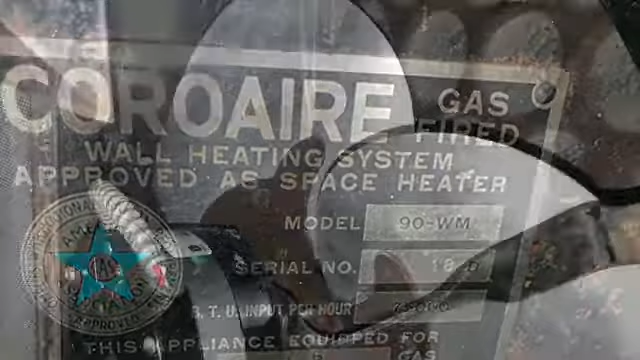 COROAIRE GAS
FIRED
WALL HEATING SYSTEM
APPROVED AS SPACE HEATER
MODEL 90-WM
SERIAL NO.
B. T. U. INPUT PER HOUR
THIS APPLIANCE EQUIPPED FOR
GAS